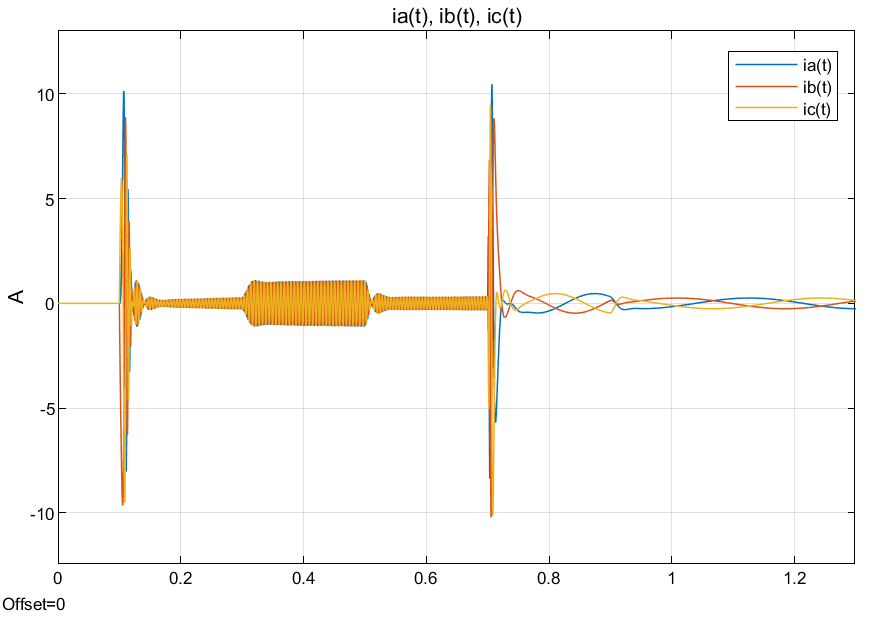 ia(t), ib(t), ic(t)
ia(t)
ib(t)
ic(t)
10
5
0
-5
-10
A
0 0.2 0.4 0.6 0.8 1 1.2
Offset=0